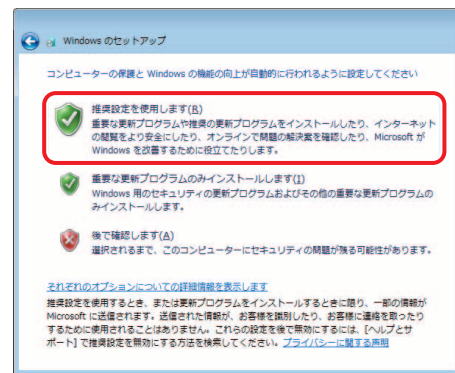 Windows のセットアップ
コンピューターの保護と Windows の機能の向上が自動的に行われるように設定してください
推奨設定を使用します(R)
重要な更新プログラムや推奨の更新プログラムをインストールしたり、インターネット
の閲覧をより安全にしたり、オンラインで問題の解決案を確認したり、Microsoft が
Windows を改善するために役立てたりします。
重要な更新プログラムのみインストールします(I)
Windows 用のセキュリティの更新プログラムおよびその他の重要な更新プログラムの
みインストールします。
後で確認します(A)
選択されるまで、このコンピューターにセキュリティの問題が残る可能性があります。
それぞれのオプションについての詳細情報を表示します
推奨設定を使用するとき、または更新プログラムをインストールするときに限り、一部の情報が
Microsoft に送信されます。送信された情報が、お客様を識別したり、お客様に連絡を取ったり
するために使用されることはありません。これらの設定を後で無効にするには、[ヘルプとサ
ポート] で推奨設定を無効にする方法を検索してください。プライバシーに関する声明